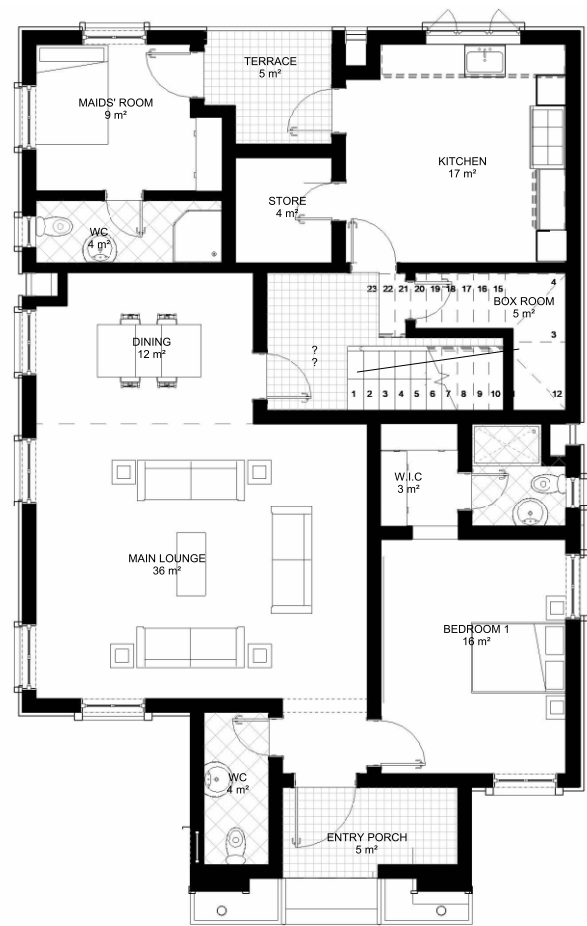 TERRACE
5 m²
MAIDS' ROOM
9 m²
KITCHEN
17 m²
STORE
4 m²
WC
4 m²
23 22 21 20 19 18 17 16 15
4
BOX ROOM
5 m²
3
DINING
12 m²
?
?
1 2 3 4 5 6 7 8 9 10
12
W.I.C
3 m²
MAIN LOUNGE
36 m²
BEDROOM 1
16 m²
WC
4 m²
ENTRY PORCH
5 m²